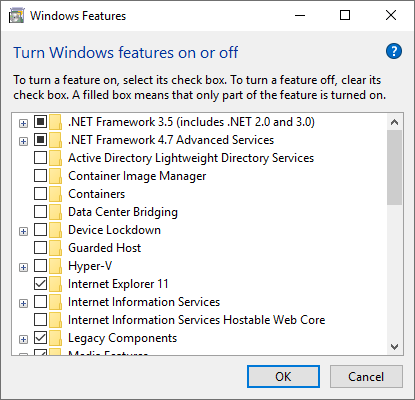 Windows Features
Turn Windows features on or off
To turn a feature on, select its check box. To turn a feature off, clear its
check box. A filled box means that only part of the feature is turned on.
.NET Framework 3.5 (includes .NET 2.0 and 3.0)
.NET Framework 4.7 Advanced Services
Active Directory Lightweight Directory Services
Container Image Manager
Containers
Data Center Bridging
Device Lockdown
Guarded Host
Hyper-V
Internet Explorer 11
Internet Information Services
Internet Information Services Hostable Web Core
Legacy Components
Media Features
OK
Cancel